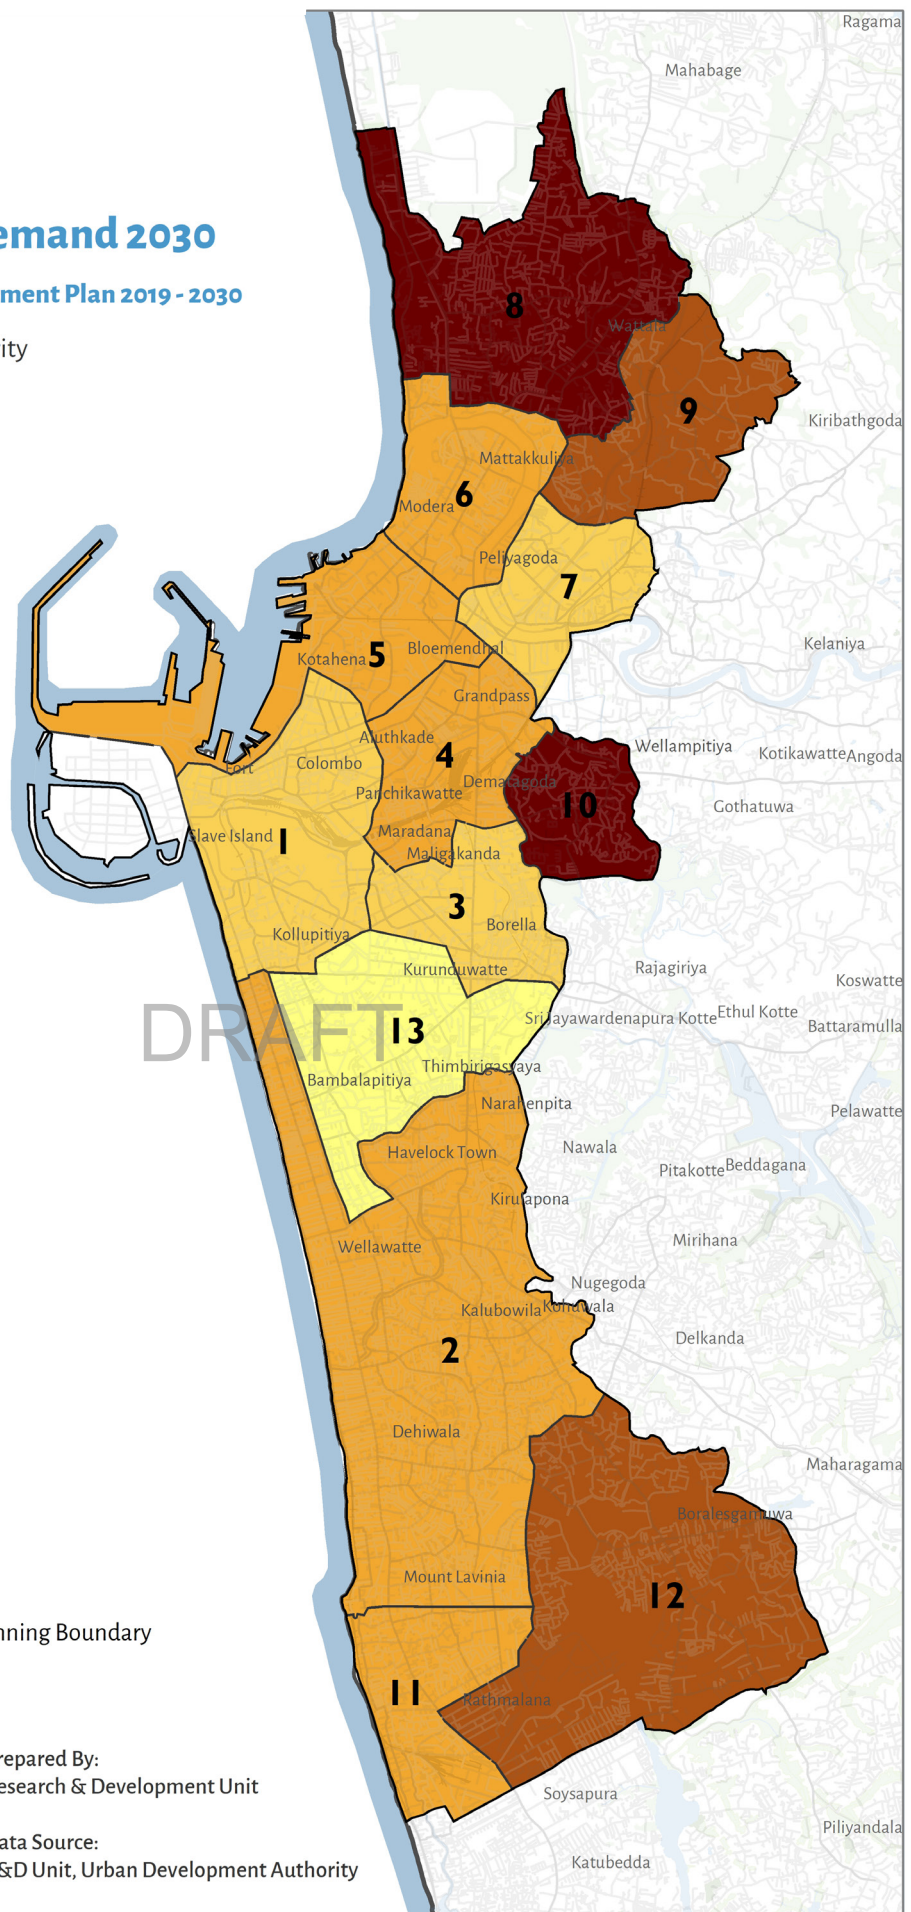 Ragama
Mahabage
emand 2030
ment Plan 2019 - 2030
ity
8
Wattala
9
Kiribathgoda
Mattakkuliya
6
Modera
Peliyagoda
7
Kelaniya
Bloemendhal
5
Kotahena
Grandpass
Aluthkade
Wellampitiya
4
Kotikawatte
Angoda
Colombo
Fort
Dematagoda
Panchikawatte
10
Gothatuwa
Maradana
Slave Island
1
Maligakanda
3
Borella
Kollupitiya
Kurunduwatte
Rajagiriya
Koswatte
Ethul Kotte
Sri Jayawardenapura Kotte
Battaramulla
DRAFT
13
Thimbirigasyaya
Bambalapitiya
Narahenpita
Pelawatte
Nawala
Havelock Town
Beddagana
Pitakotte
Kirulapona
Mirihana
Wellawatte
Nugegoda
Kohuwala
Kalubowila
Delkanda
2
Dehiwala
Maharagama
Boralesgamuwa
Mount Lavinia
12
nning Boundary
11
Rathmalana
repared By:
esearch & Development Unit
Soysapura
Piliyandala
ata Source:
Katubedda
&D Unit, Urban Development Authority